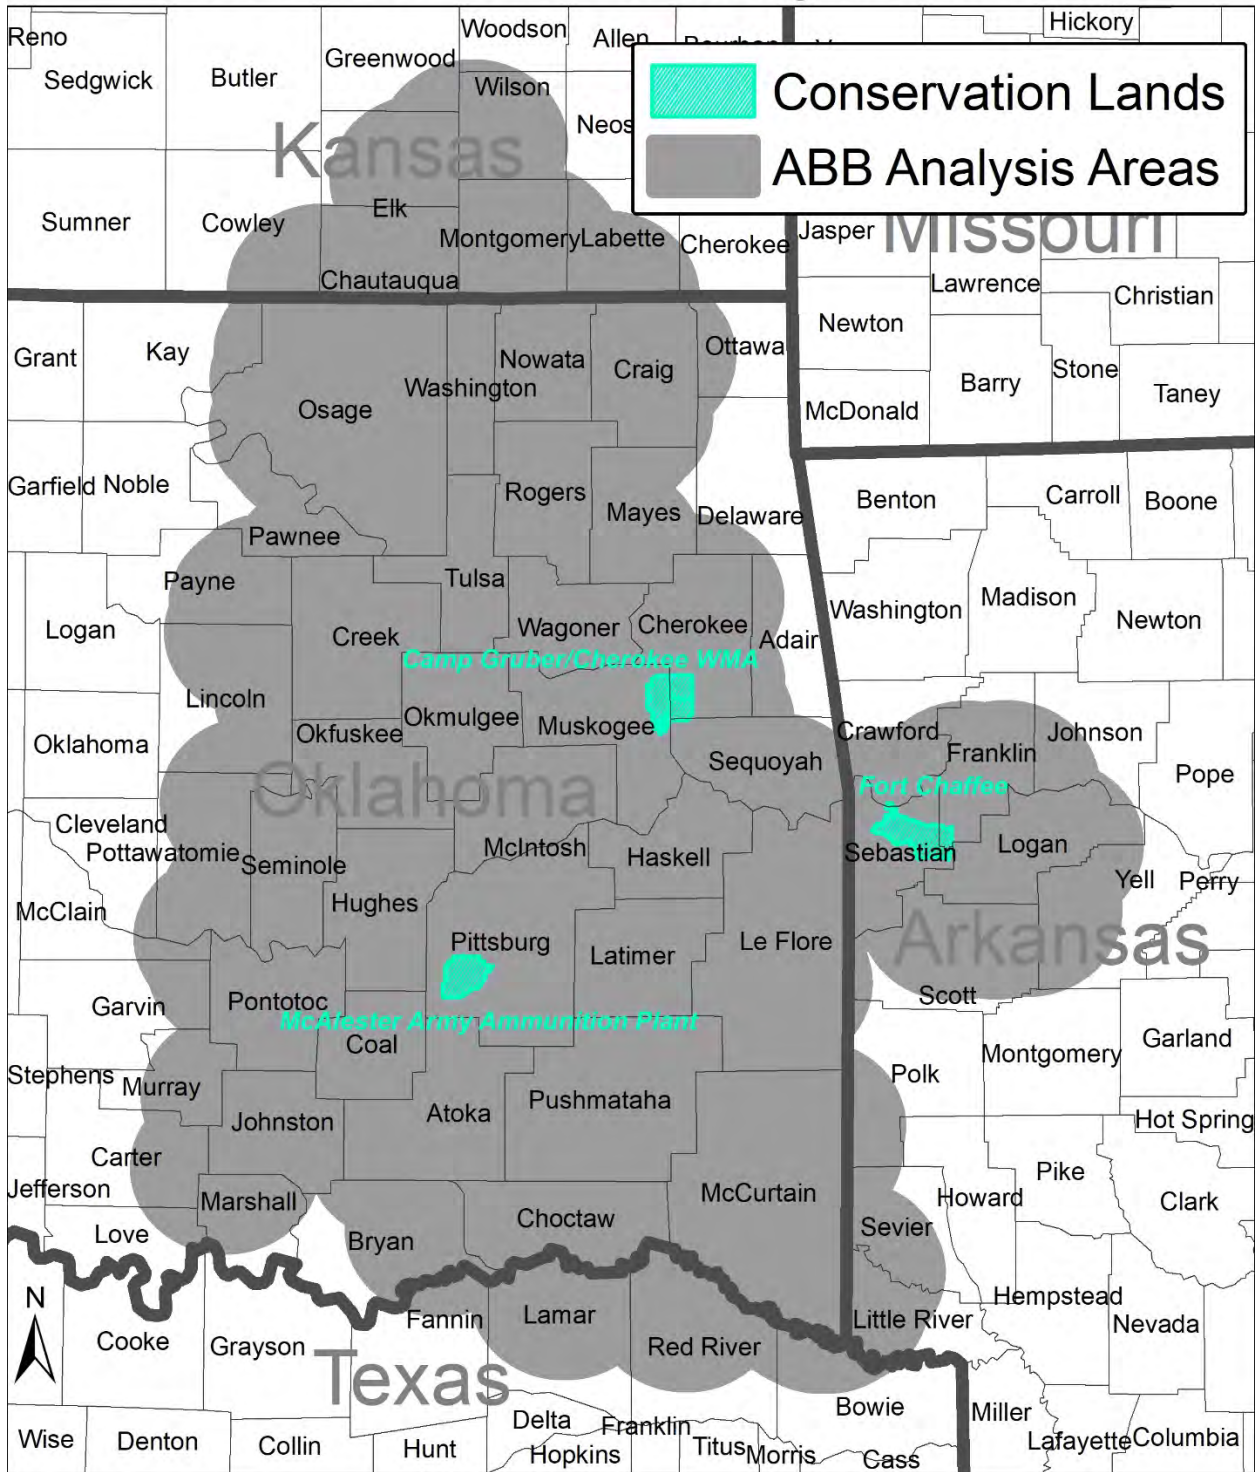 Reno
Sedgwick
Butler
Greenwood
Woodson
Allen
Hickory
Wilson
Conservation Lands
ABB Analysis Areas
Kansas
Sumner
Cowley
Elk
Montgomery
Labette
Cherokee
Chautauqua
Jasper
Missouri
Lawrence
Christian
Newton
Stone
Barry
Taney
McDonald
Grant
Kay
Osage
Washington
Nowata
Craig
Ottawa
Garfield
Noble
Rogers
Mayes
Delaware
Benton
Carroll
Boone
Pawnee
Payne
Tulsa
Logan
Creek
Wagoner
Cherokee
Adair
Washington
Madison
Newton
Camp Gruber/Cherokee WMA
Lincoln
Okfuskee
Okmulgee
Muskogee
Sequoyah
Oklahoma
Oklahoma
Crawford
Franklin
Johnson
Pope
Fort Chaffee
Cleveland
Pottawatomie
Seminole
McIntosh
Haskell
Sebastian
Logan
Yell
Perry
McClain
Hughes
Pittsburg
Latimer
Le Flore
Arkansas
Scott
Garvin
Pontotoc
McAlester Army Ammunition Plant
Coal
Montgomery
Garland
Stephens
Murray
Johnston
Atoka
Pushmataha
Polk
Hot Spring
Carter
Jefferson
Marshall
McCurtain
Howard
Pike
Clark
Love
Bryan
Choctaw
Sevier
Hempstead
Nevada
Little River
N
Cooke
Grayson
Fannin
Lamar
Red River
Texas
Bowie
Miller
Wise
Denton
Collin
Hunt
Delta
Hopkins
Franklin
Titus
Morris
Cass
Lafayette
Columbia